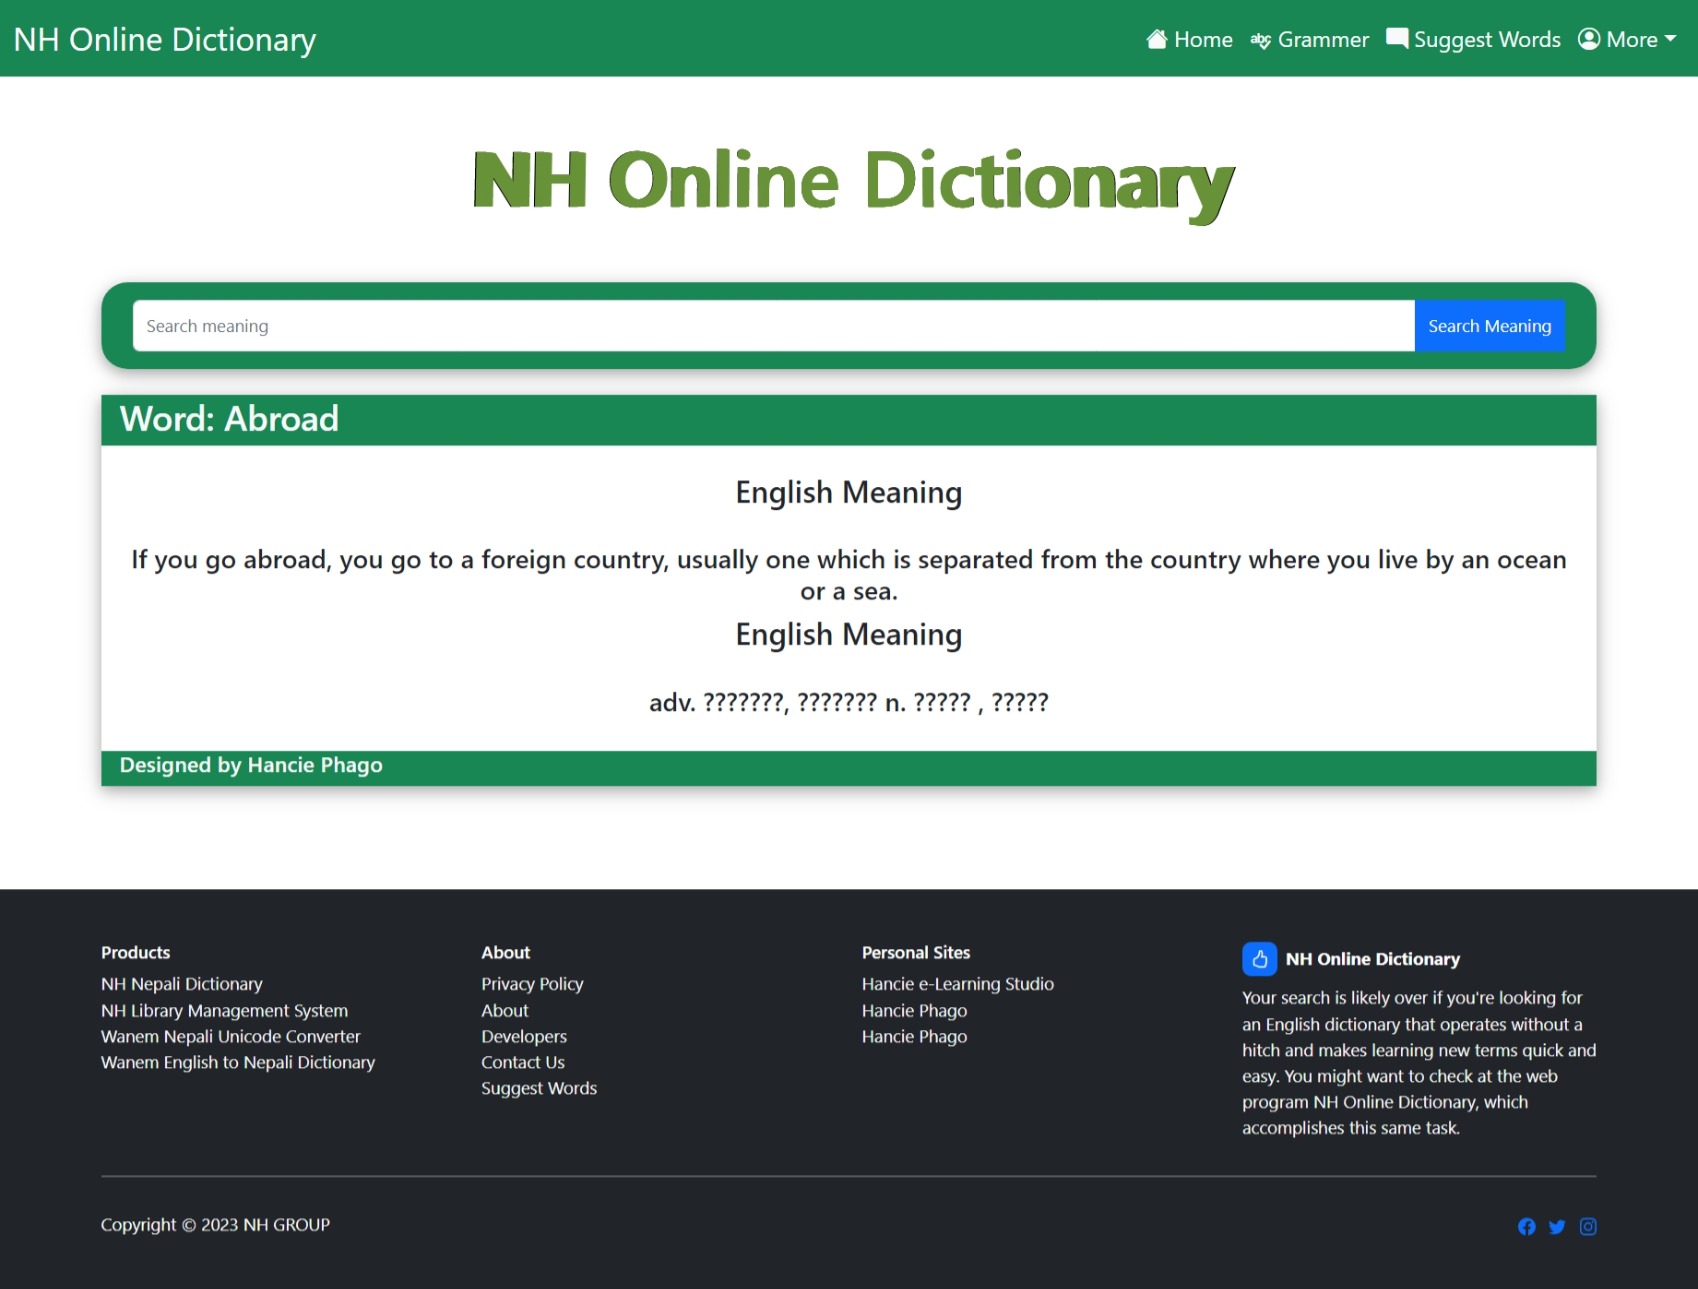 NH Online Dictionary
Home
Grammer
Suggest Words
More
NH Online Dictionary
Search meaning
Search Meaning
Word: Abroad
English Meaning
If you go abroad, you go to a foreign country, usually one which is separated from the country where you live by an ocean
or a sea.
English Meaning
adv. ???????, ??????? n. ????? , ?????
Designed by Hancie Phago
Products
NH Nepali Dictionary
NH Library Management System
Wanem Nepali Unicode Converter
Wanem English to Nepali Dictionary
About
Privacy Policy
About
Developers
Contact Us
Suggest Words
Personal Sites
Hancie e-Learning Studio
Hancie Phago
Hancie Phago
NH Online Dictionary
Your search is likely over if you're looking for
an English dictionary that operates without a
hitch and makes learning new terms quick and
easy. You might want to check at the web
program NH Online Dictionary, which
accomplishes this same task.
Copyright © 2023 NH GROUP